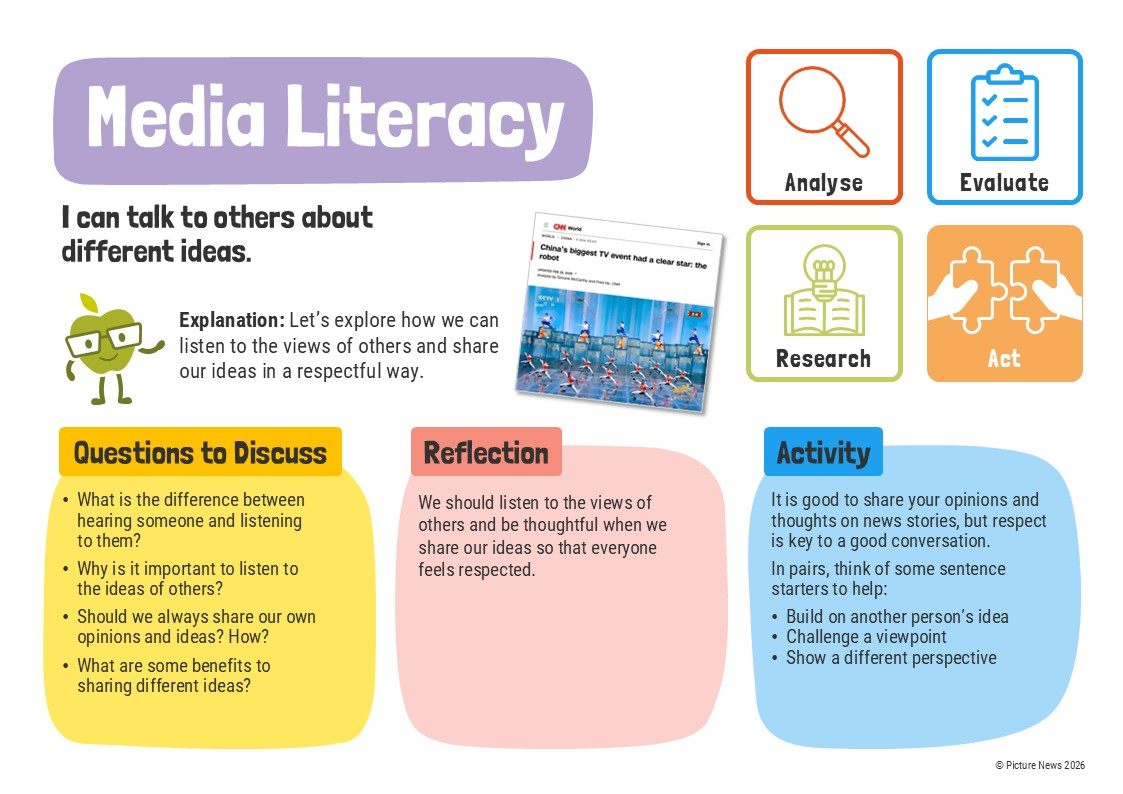 Media Literacy
I can talk to others about
different ideas.
Explanation: Let's explore how we can
listen to the views of others and share
our ideas in a respectful way.
CNN World
Sign in
China's biggest TV event had a clear star: the
robot
Analyse
Evaluate
Research
Act
Questions to Discuss
• What is the difference between
hearing someone and listening
to them?
• Why is it important to listen to
the ideas of others?
• Should we always share our own
opinions and ideas? How?
• What are some benefits to
sharing different ideas?
Reflection
We should listen to the views of
others and be thoughtful when we
share our ideas so that everyone
feels respected.
Activity
It is good to share your opinions and
thoughts on news stories, but respect
is key to a good conversation.
In pairs, think of some sentence
starters to help:
• Build on another person's idea
• Challenge a viewpoint
• Show a different perspective
© Picture News 2026